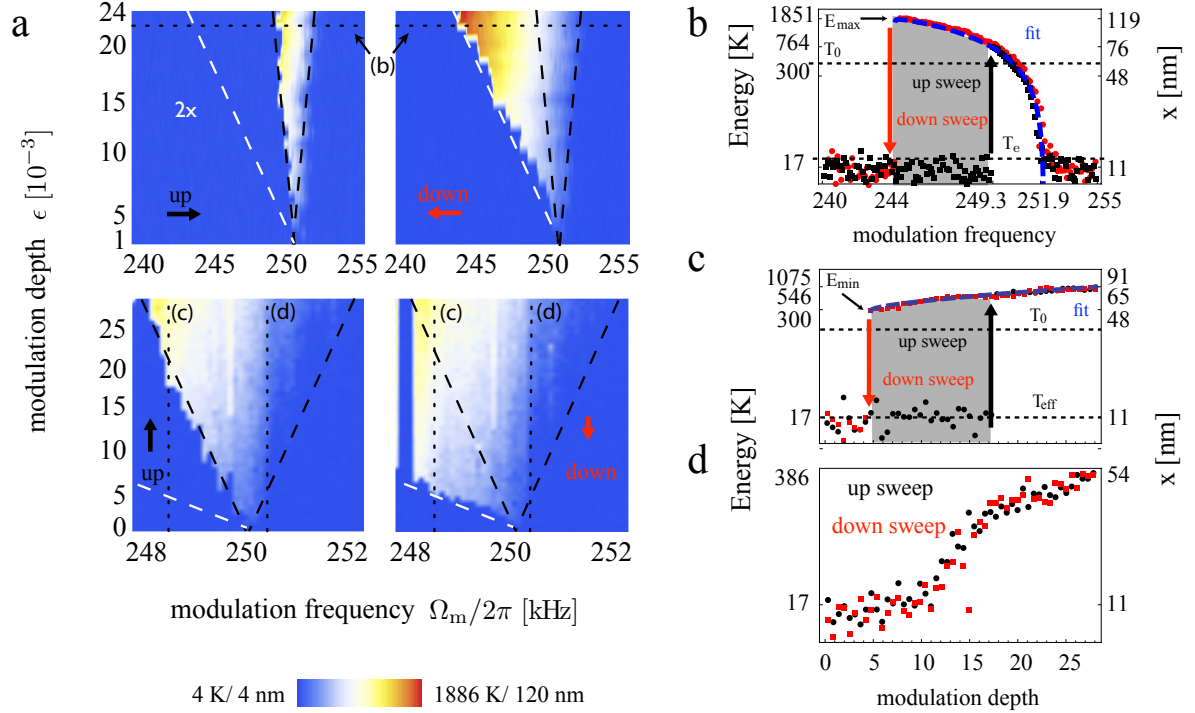 a
modulation depth ϵ [10⁻³]
24
20
15
10
5
1
2x
up
(b)
down
240
245
250
255
240
245
250
255
25
20
15
10
5
0
(c)
(d)
up
(c)
(d)
down
248
250
252
248
250
252
modulation frequency Ωm/2π [kHz]
4 K/ 4 nm
1886 K/ 120 nm
b
Energy [K]
1851
764
300
17
Emax
T0
fit
up sweep
down sweep
Te
119
76
48
11
x [nm]
240
244
249.3
251.9
255
modulation frequency
c
Energy [K]
1075
546
300
17
Emin
T0
fit
up sweep
down sweep
Teff
91
65
48
11
x [nm]
d
386
17
up sweep
down sweep
54
11
0
5
10
15
20
25
modulation depth